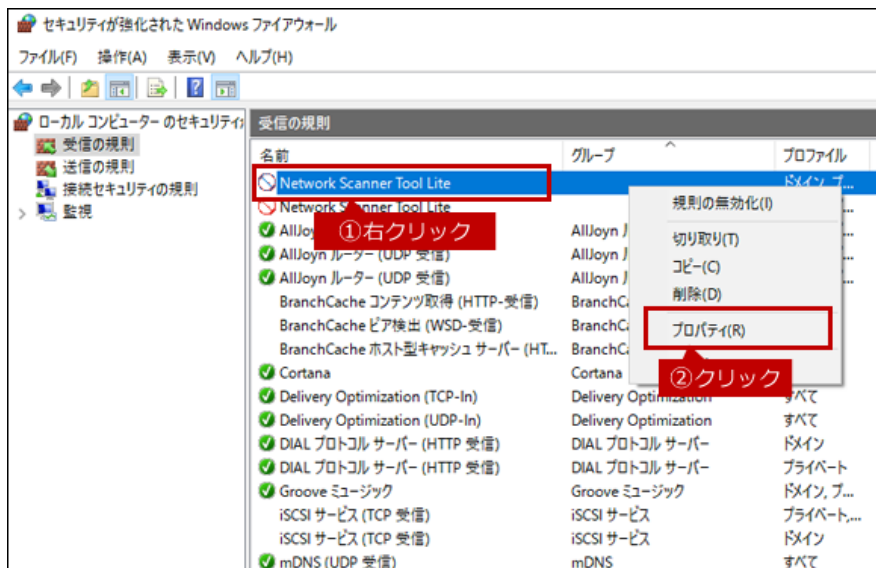 セキュリティが強化された Windows ファイアウォール
ファイル(F) 操作(A) 表示(V) ヘルプ(H)
ローカル コンピューター のセキュリティ
受信の規則
送信の規則
接続セキュリティの規則
監視
受信の規則
名前 グループ プロファイル
Network Scanner Tool Lite ドメイン, プ...
Network Scanner Tool Lite
①右クリック
AllJoyn ルーター (UDP 受信) AllJoyn
AllJoyn ルーター (UDP 受信) AllJoyn
BranchCache コンテンツ取得 (HTTP-受信)
BranchCache ピア検出 (WSD-受信)
BranchCache ホスト型キャッシュ サーバー (HT...
Cortana Cortana
Delivery Optimization (TCP-In) Delivery Optimization すべて
Delivery Optimization (UDP-In) Delivery Optimization すべて
DIAL プロトコル サーバー (HTTP 受信) DIAL プロトコル サーバー ドメイン
DIAL プロトコル サーバー (HTTP 受信) DIAL プロトコル サーバー プライベート
Groove ミュージック Groove ミュージック ドメイン, プ...
iSCSI サービス (TCP 受信) iSCSI サービス プライベート,...
iSCSI サービス (TCP 受信) iSCSI サービス ドメイン
mDNS (UDP 受信) mDNS すべて
規則の無効化(I)
切り取り(T)
コピー(C)
削除(D)
プロパティ(R)
②クリック